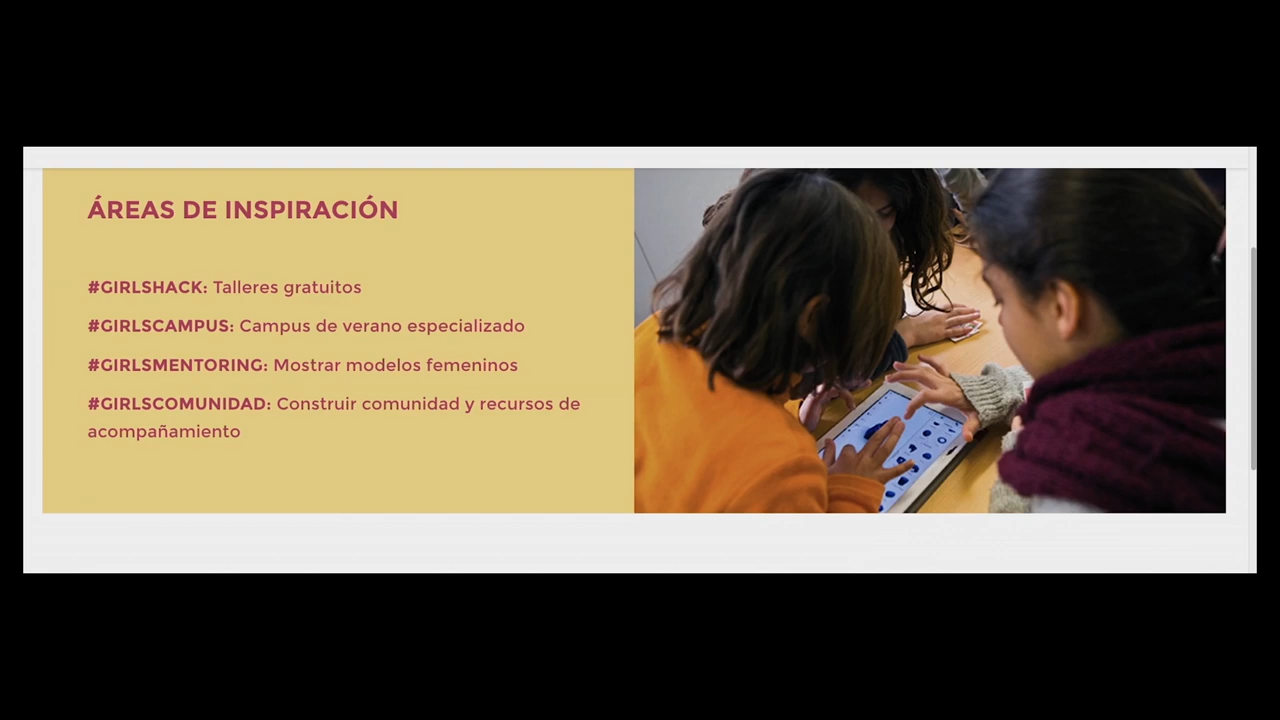 ÁREAS DE INSPIRACIÓN
#GIRLSHACK: Talleres gratuitos
#GIRLSCAMPUS: Campus de verano especializado
#GIRLSMENTORING: Mostrar modelos femeninos
#GIRLSCOMUNIDAD: Construir comunidad y recursos de
acompañamiento